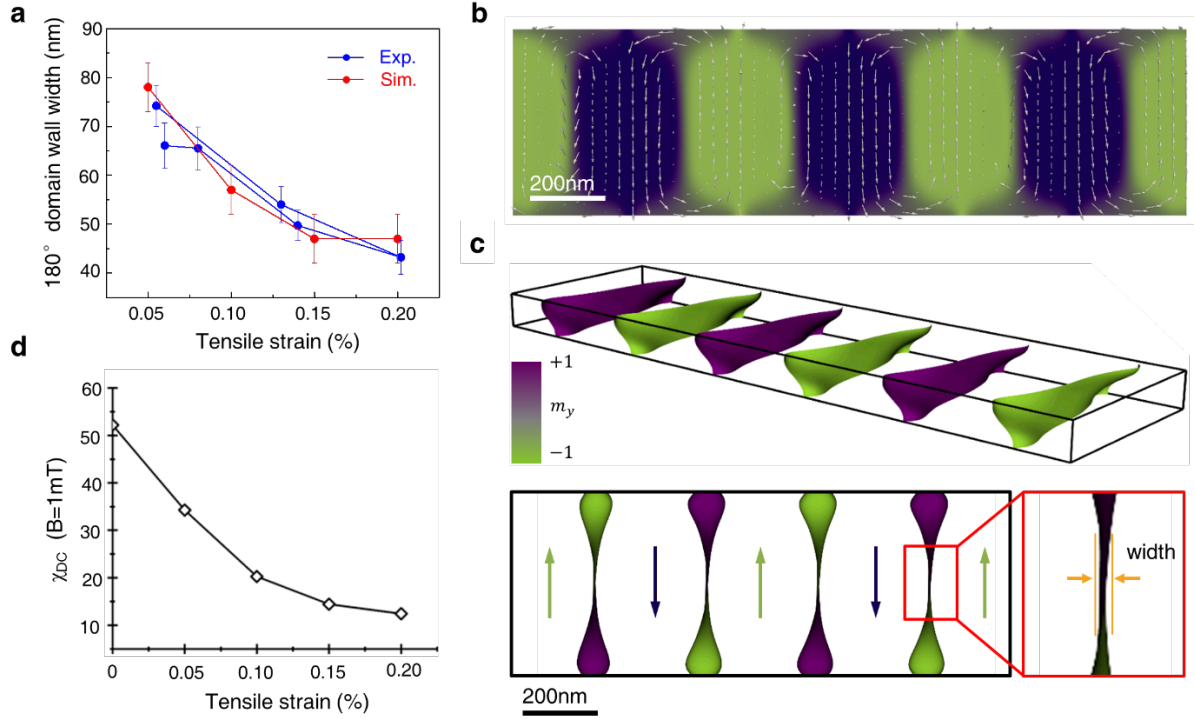 a
90
80
70
60
50
40
180° domain wall width (nm)
Exp.
Sim.
0.05 0.10 0.15 0.20
Tensile strain (%)
b
200nm
c
+1
m_y
−1
width
200nm
d
60
50
40
30
20
10
χDC (B=1mT)
0 0.05 0.10 0.15 0.20
Tensile strain (%)